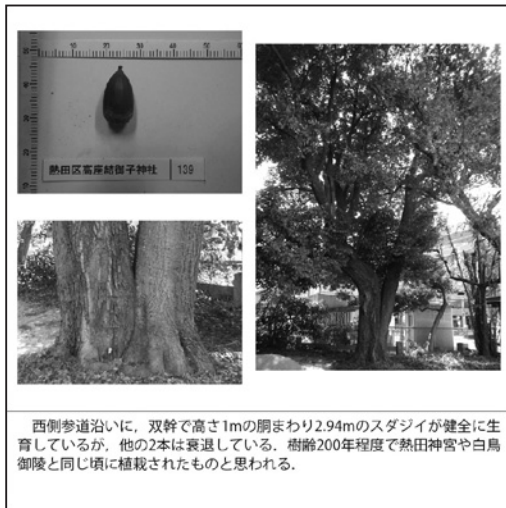 10 20 30 40 50
熱田区高座結御子神社 139
西側参道沿いに，双幹で高さ1mの胴まわり2.94mのスダジイが健全に生
育しているが，他の2本は衰退している．樹齢200年程度で熱田神宮や白鳥
御陵と同じ頃に植栽されたものと思われる．